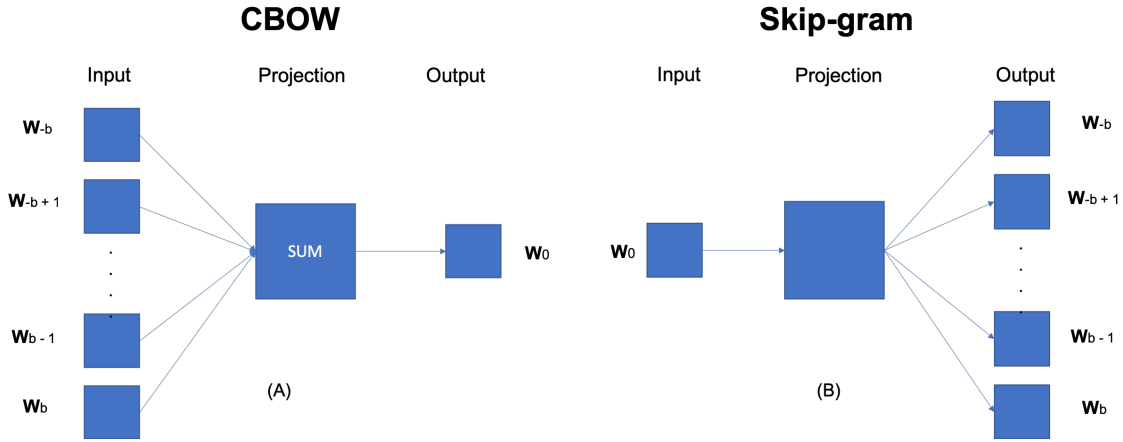 CBOW
Skip-gram
Input
Projection
Output
Input
Projection
Output
W-b
W-b + 1
.
.
.
.
Wb - 1
Wb
SUM
W0
(A)
W0
W-b
W-b + 1
.
.
.
.
Wb - 1
Wb
(B)